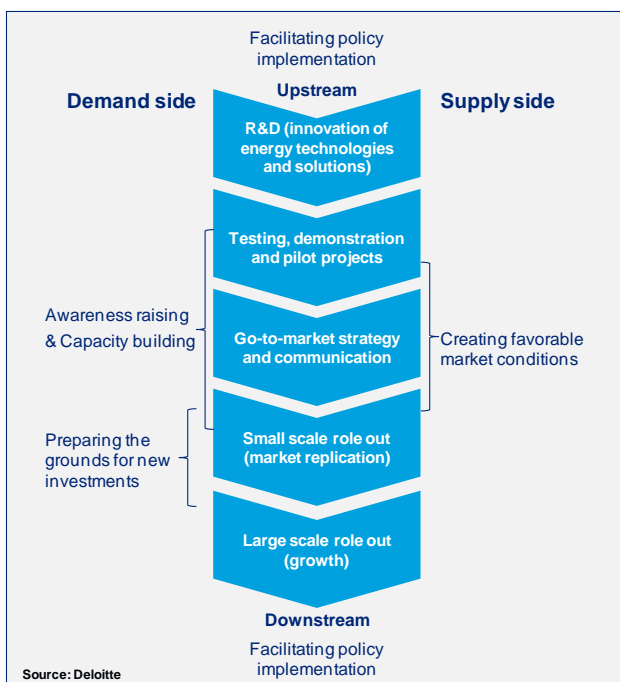 Facilitating policy
implementation
Upstream
Demand side
Supply side
R&D (innovation of
energy technologies
and solutions)
Testing, demonstration
and pilot projects
Awareness raising
& Capacity building
Go-to-market strategy
and communication
Creating favorable
market conditions
Preparing the
grounds for new
investments
Small scale role out
(market replication)
Large scale role out
(growth)
Downstream
Facilitating policy
implementation
Source: Deloitte